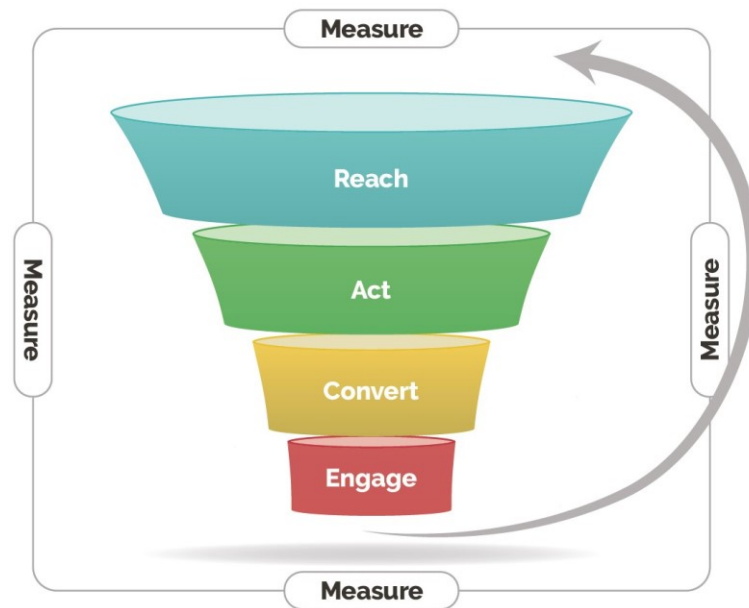 Measure
Reach
Measure
Act
Measure
Convert
Engage
Measure